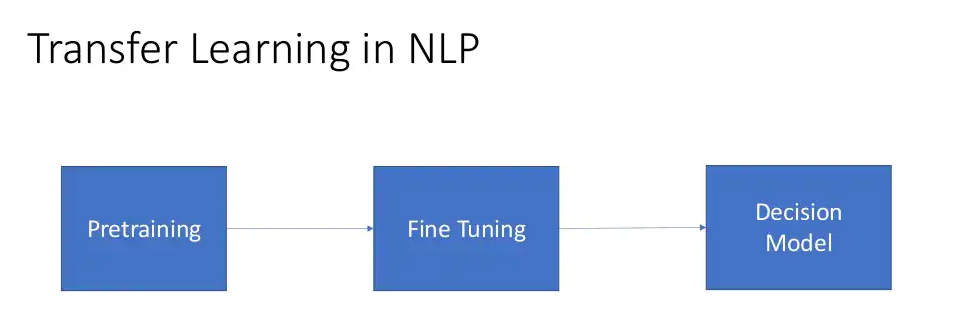 Transfer Learning in NLP
Pretraining
Fine Tuning
Decision
Model